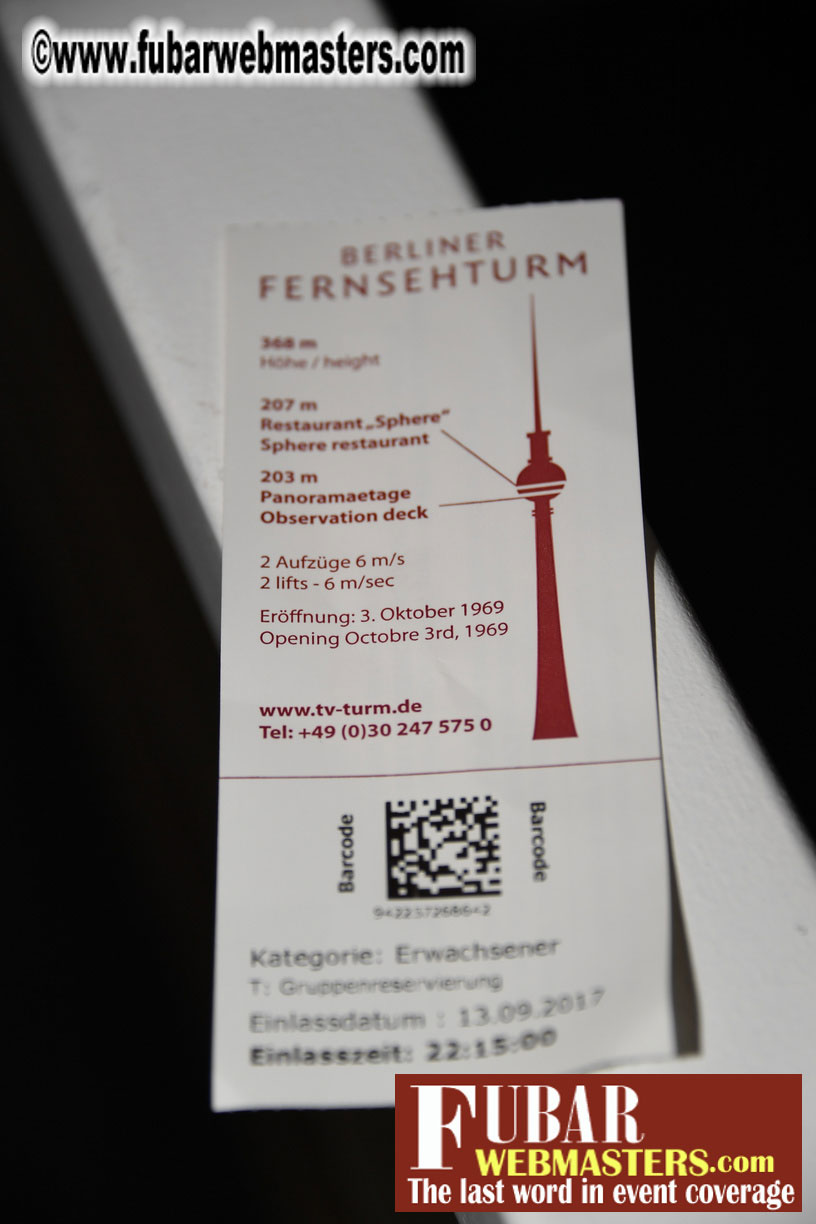 ©www.fubarwebmasters.com
BERLINER
FERNSEHTURM
368 m
Höhe / height
207 m
Restaurant „Sphere“
Sphere restaurant
203 m
Panoramaetage
Observation deck
2 Aufzüge 6 m/s
2 lifts - 6 m/sec
Eröffnung: 3. Oktober 1969
Opening Octobre 3rd, 1969
www.tv-turm.de
Tel: +49 (0)30 247 575 0
Barcode
Barcode
Kategorie: Erwachsener
T: Gruppenreservierung
Einlassdatum : 13.09.2017
Einlasszeit: 22:15:00
FUBAR
WEBMASTERS.com
The last word in event coverage